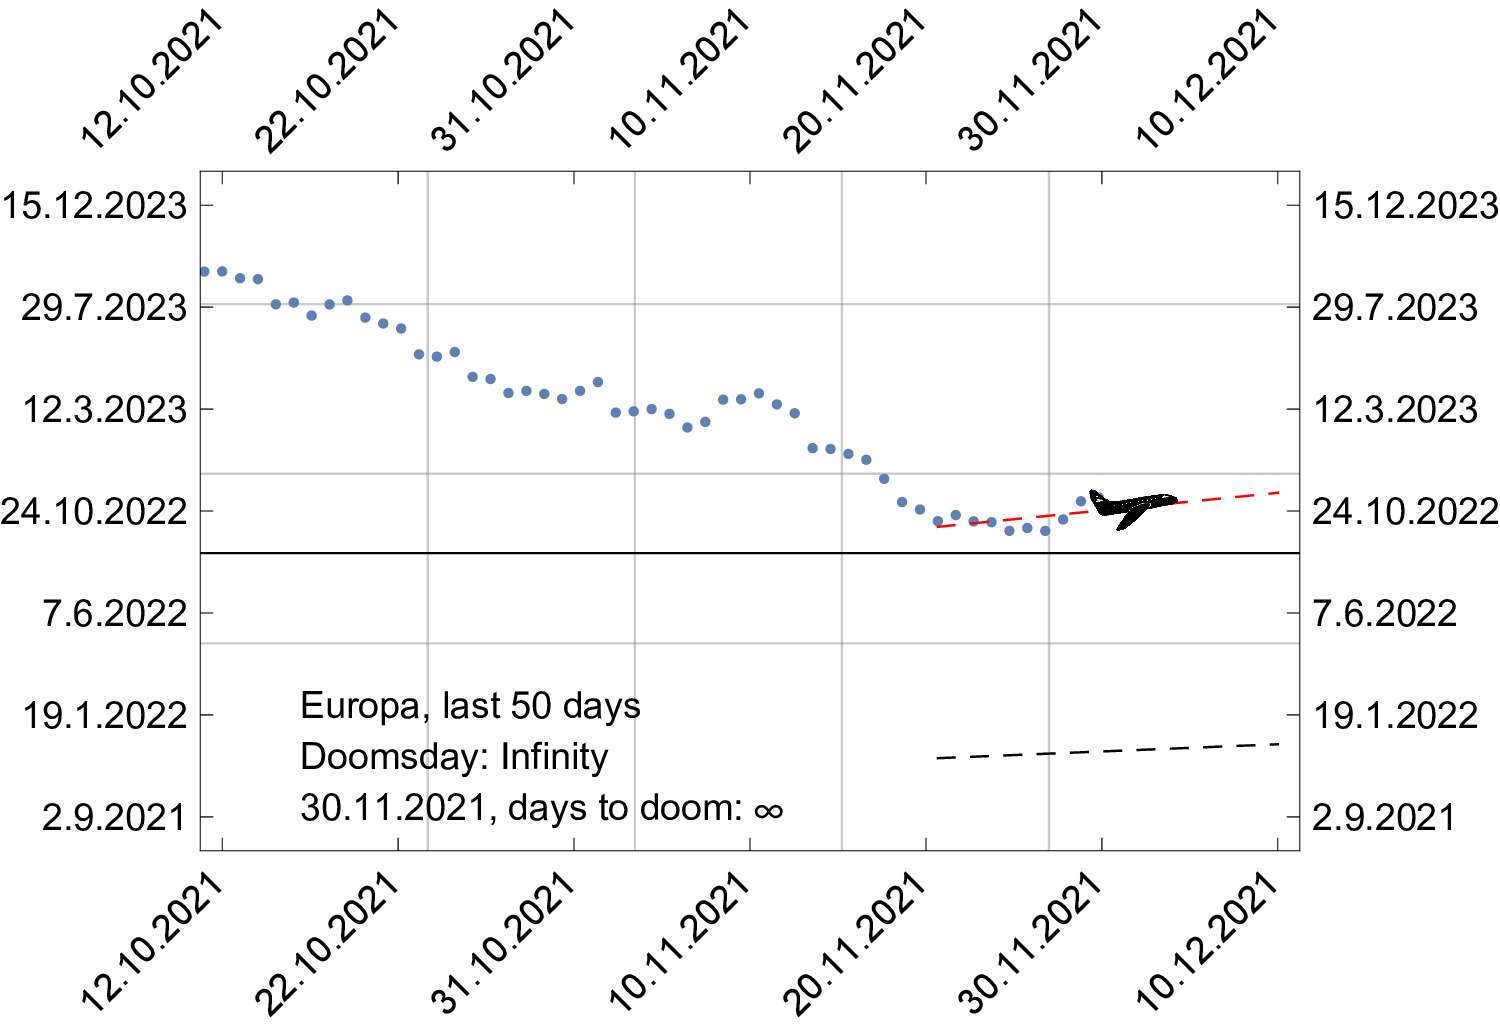 12.10.2021 22.10.2021 31.10.2021 10.11.2021 20.11.2021 30.11.2021 10.12.2021
15.12.2023 15.12.2023
29.7.2023 29.7.2023
12.3.2023 12.3.2023
24.10.2022 24.10.2022
7.6.2022 7.6.2022
19.1.2022 19.1.2022
2.9.2021 2.9.2021
Europa, last 50 days
Doomsday: Infinity
30.11.2021, days to doom: ∞
12.10.2021 22.10.2021 31.10.2021 10.11.2021 20.11.2021 30.11.2021 10.12.2021